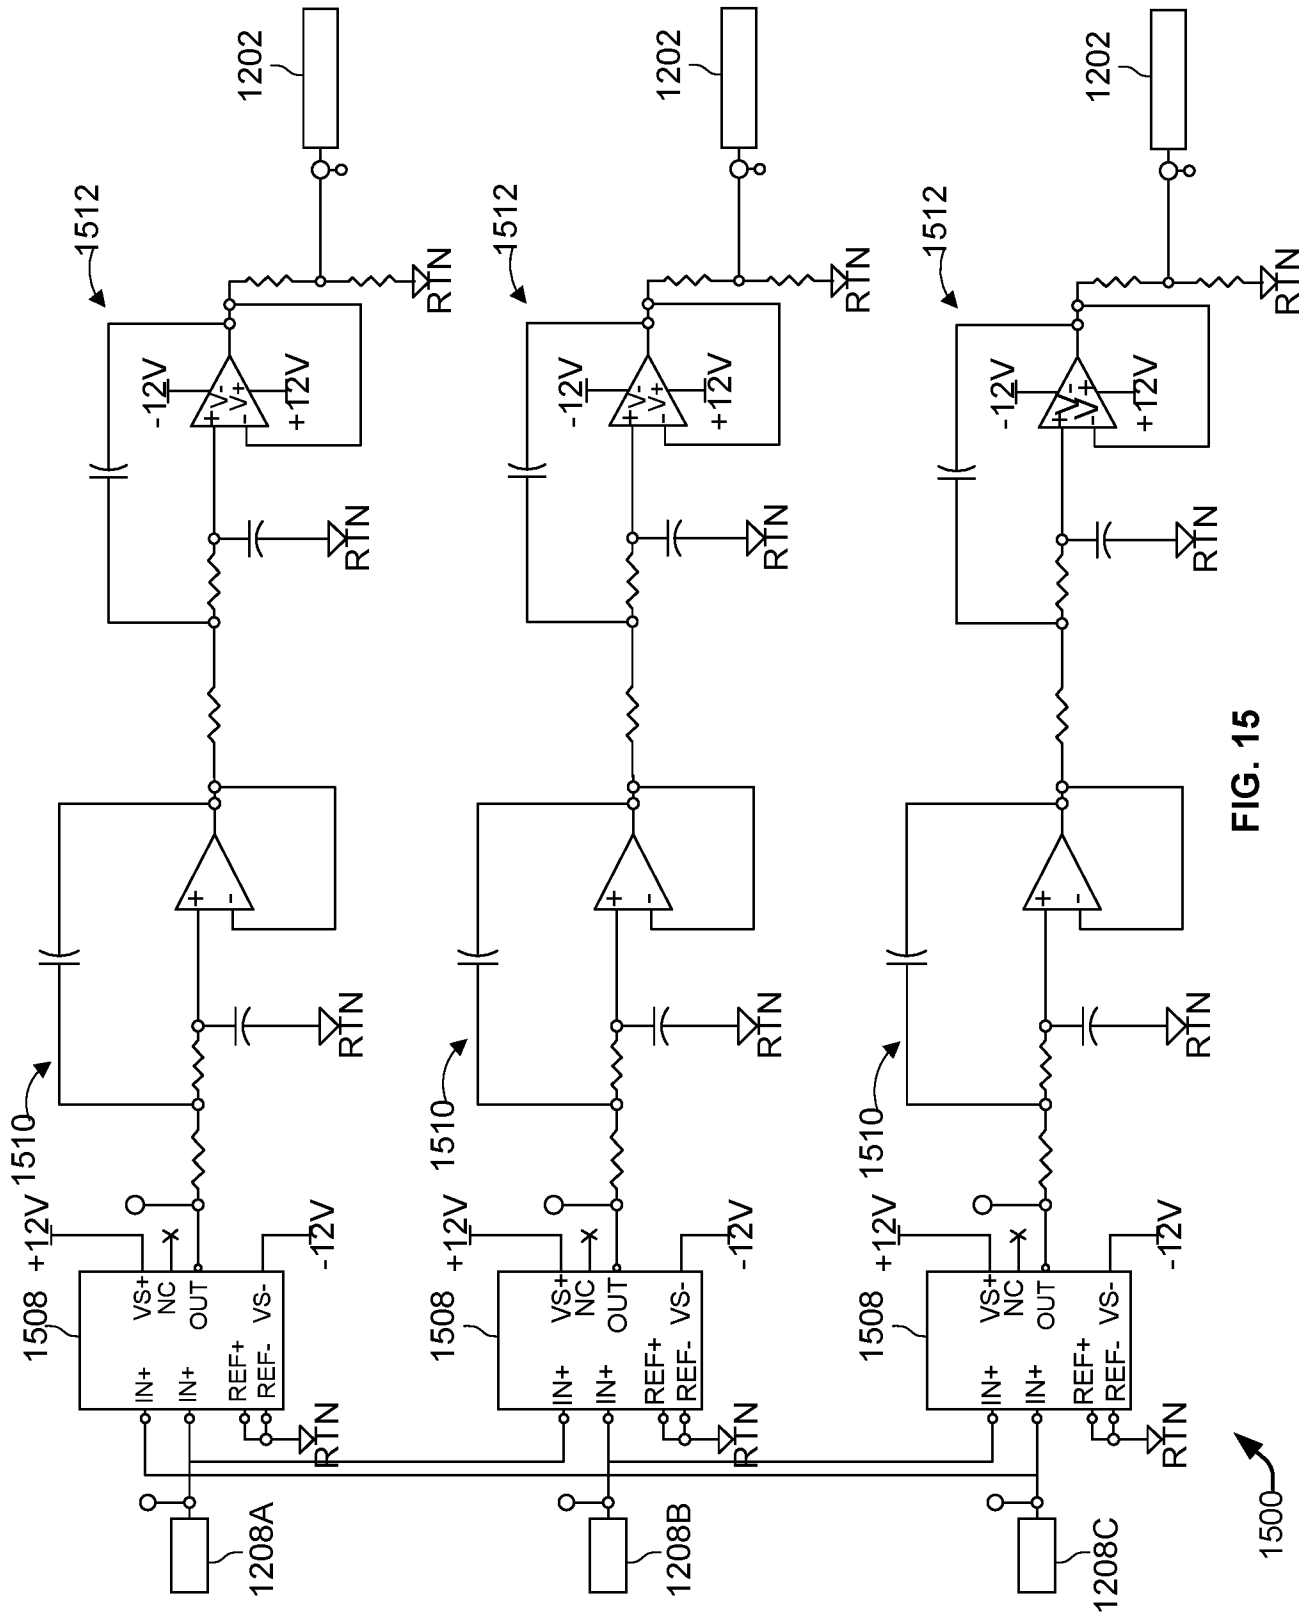 1208A
RTN
1508
IN+
IN+
REF+
REF-
VS+
NC
OUT
VS-
+12V
-12V
1510
RTN
+
-
RTN
-12V
+
-
V-
V+
+12V
1512
RTN
1202
1208B
RTN
1508
IN+
IN+
REF+
REF-
VS+
NC
OUT
VS-
+12V
-12V
1510
RTN
+
-
RTN
-12V
+
-
V-
V+
+12V
1512
RTN
1202
1208C
RTN
1508
IN+
IN+
REF+
REF-
VS+
NC
OUT
VS-
+12V
-12V
1510
RTN
+
-
RTN
-12V
+
-
V-
V+
+12V
1512
RTN
1202
1500
FIG. 15